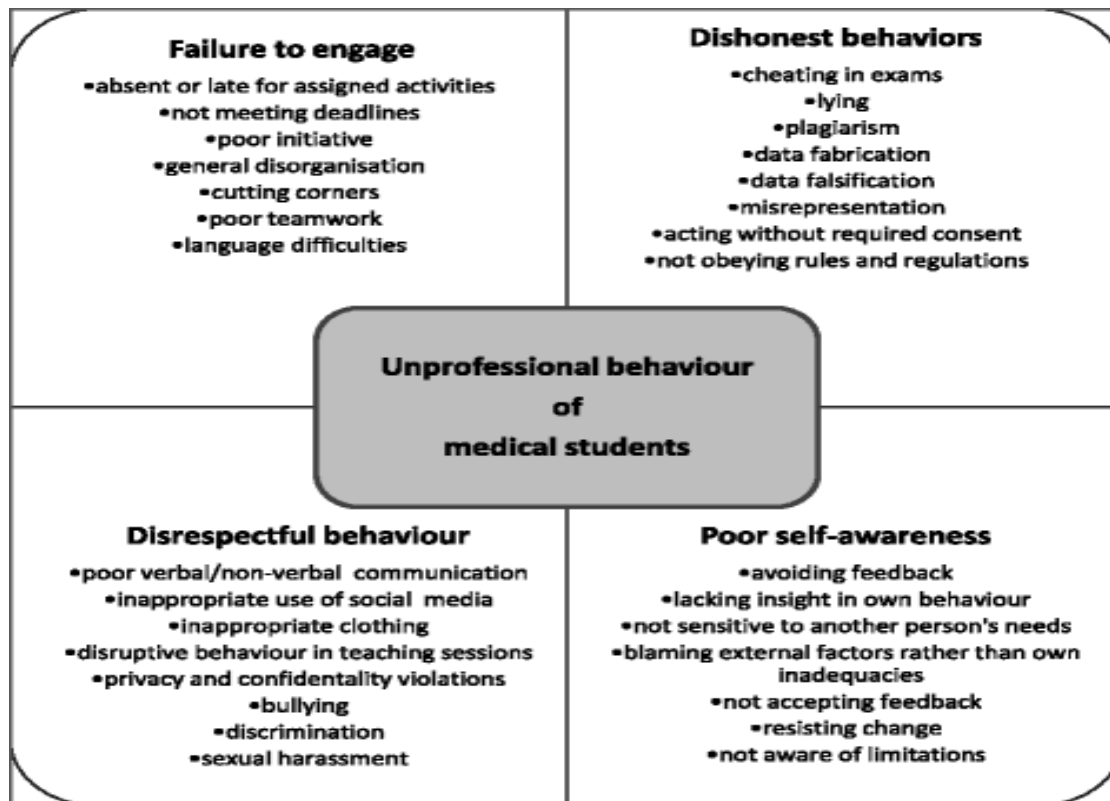 Failure to engage
•absent or late for assigned activities
•not meeting deadlines
•poor initiative
•general disorganisation
•cutting corners
•poor teamwork
•language difficulties
Dishonest behaviors
•cheating in exams
•lying
•plagiarism
•data fabrication
•data falsification
•misrepresentation
•acting without required consent
•not obeying rules and regulations
Unprofessional behaviour
of
medical students
Disrespectful behaviour
•poor verbal/non-verbal communication
•inappropriate use of social media
•inappropriate clothing
•disruptive behaviour in teaching sessions
•privacy and confidentality violations
•bullying
•discrimination
•sexual harassment
Poor self-awareness
•avoiding feedback
•lacking insight in own behaviour
•not sensitive to another person's needs
•blaming external factors rather than own
inadequacies
•not accepting feedback
•resisting change
•not aware of limitations